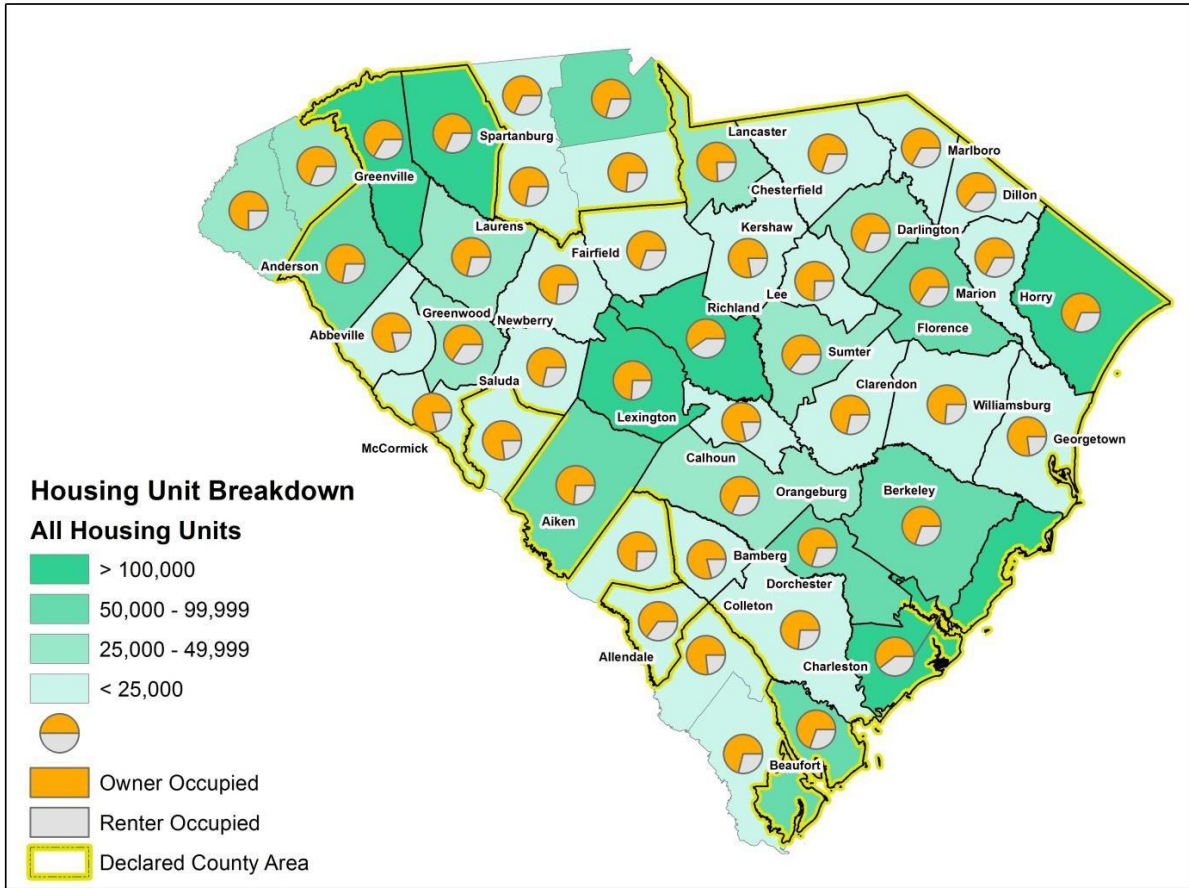 Spartanburg
Lancaster
Marlboro
Greenville
Chesterfield
Dillon
Laurens
Kershaw
Darlington
Fairfield
Anderson
Lee
Marion
Horry
Richland
Greenwood
Newberry
Abbeville
Florence
Sumter
Saluda
Clarendon
Williamsburg
Lexington
Georgetown
McCormick
Calhoun
Orangeburg
Berkeley
Housing Unit Breakdown
All Housing Units
Aiken
Bamberg
> 100,000
Dorchester
50,000 - 99,999
Colleton
25,000 - 49,999
Allendale
Charleston
< 25,000
Beaufort
Owner Occupied
Renter Occupied
Declared County Area